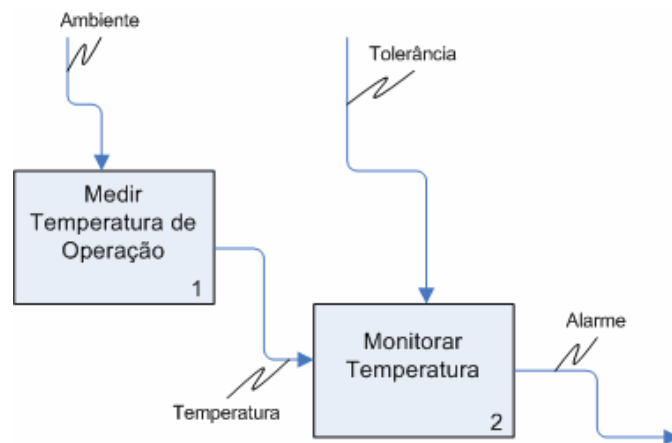 Ambiente
Tolerância
Medir
Temperatura de
Operação
1
Monitorar
Temperatura
2
Alarme
Temperatura